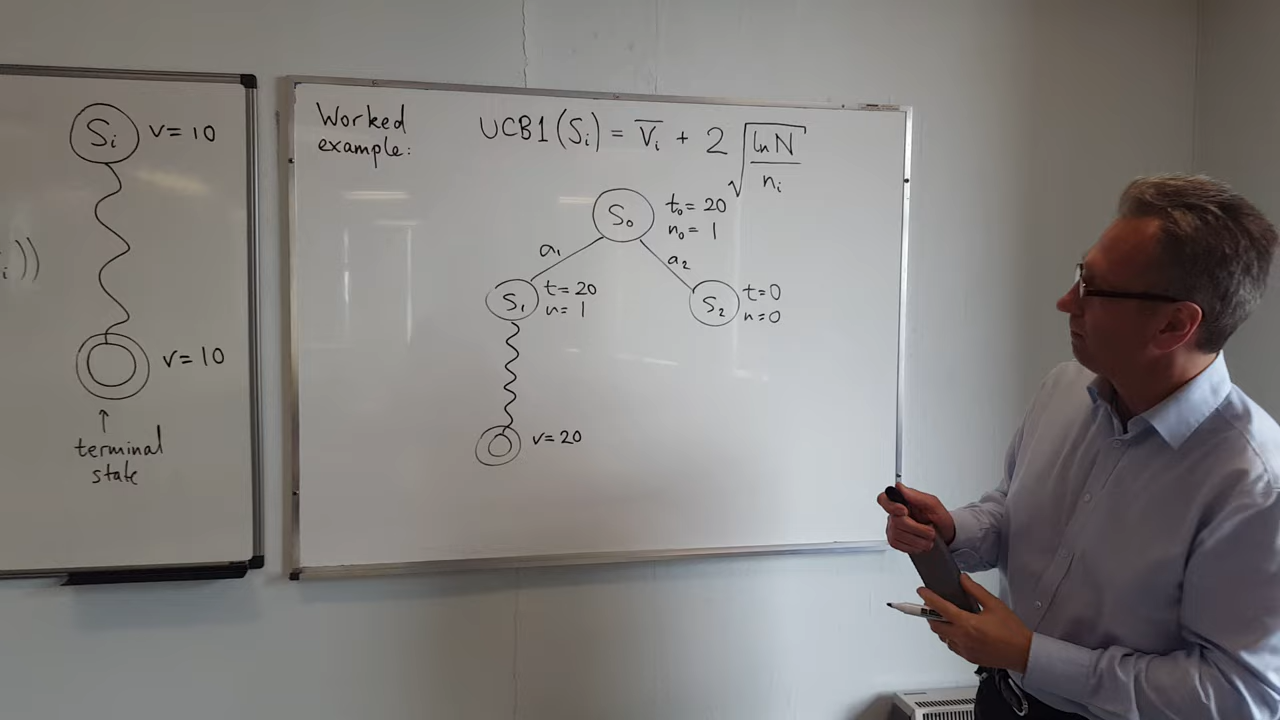 Sᵢ v=10
ᵢ))
v=10
↑
terminal
state
Worked
example:
UCB1(Sᵢ) = V̅ᵢ + 2 √(ln N / nᵢ)
S₀
t₀=20
n₀=1
a₁
a₂
S₁
t=20
n=1
S₂
t=0
n=0
v=20